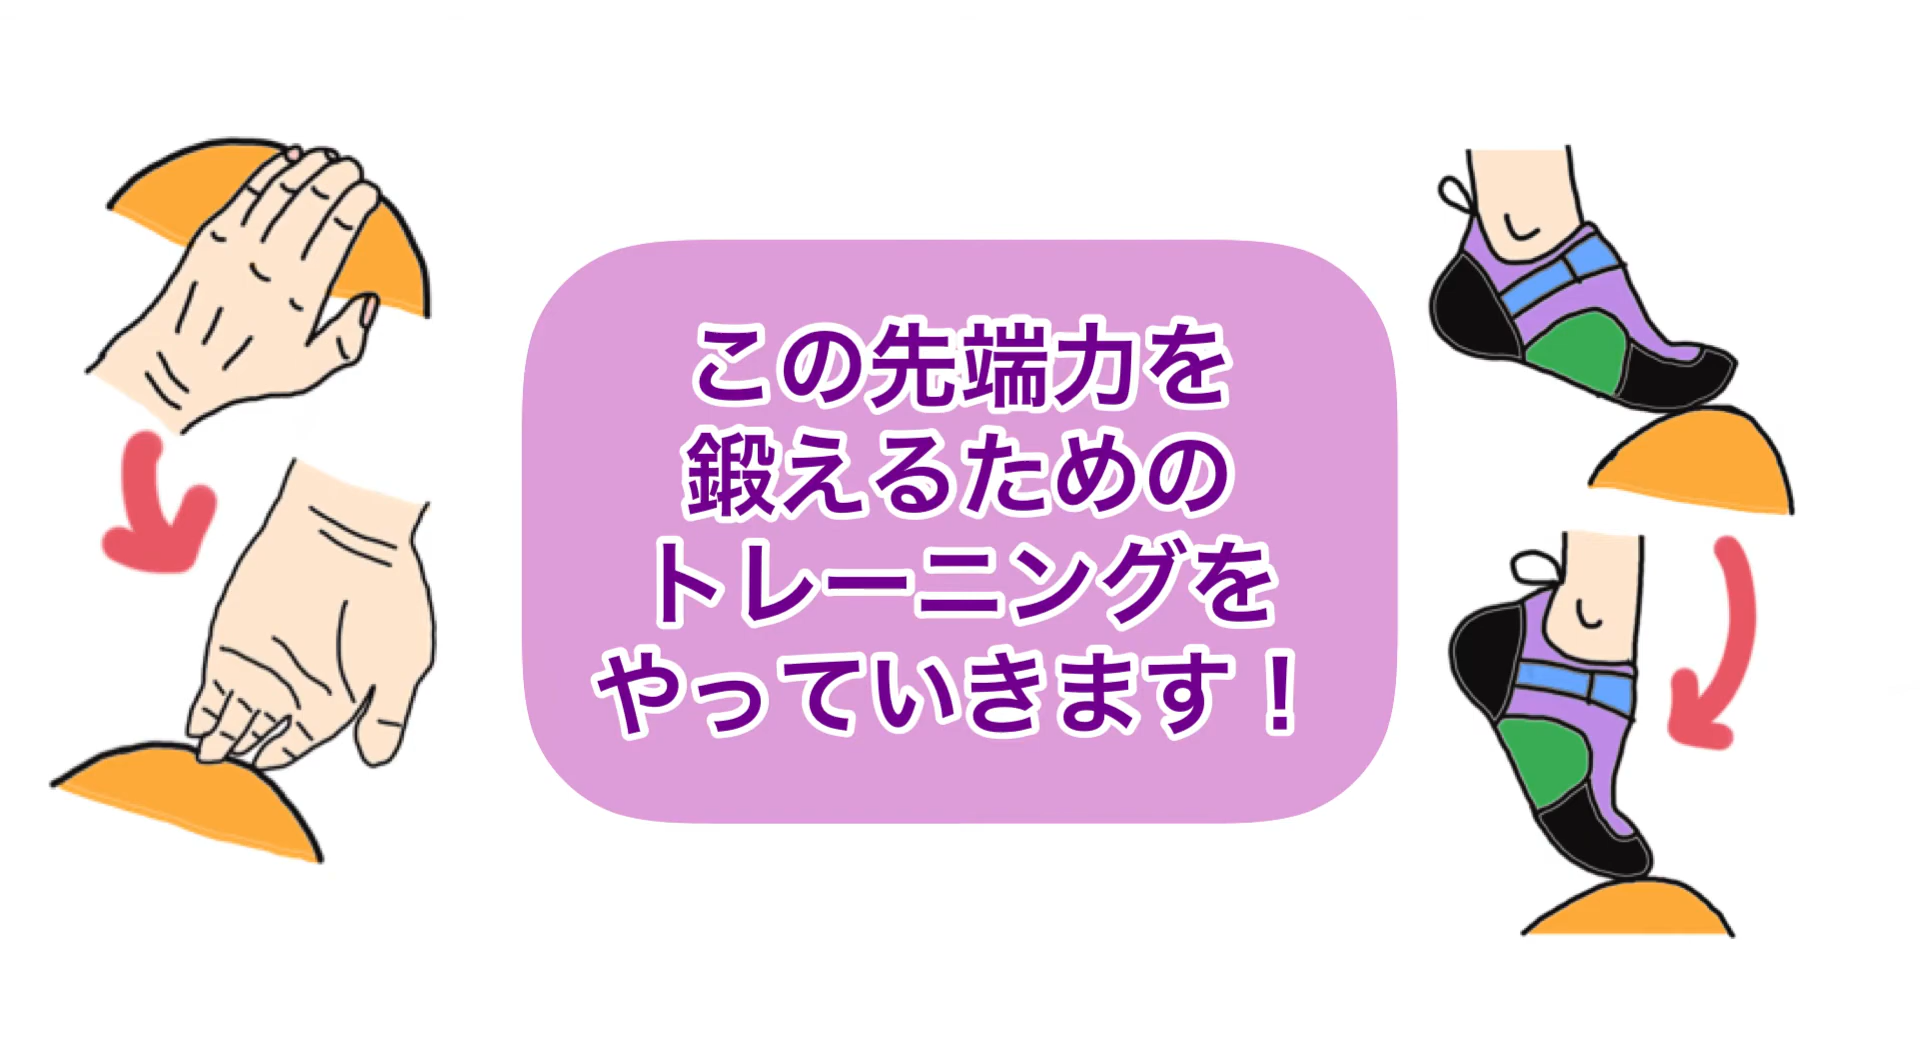 この先端力を
鍛えるための
トレーニングを
やっていきます！